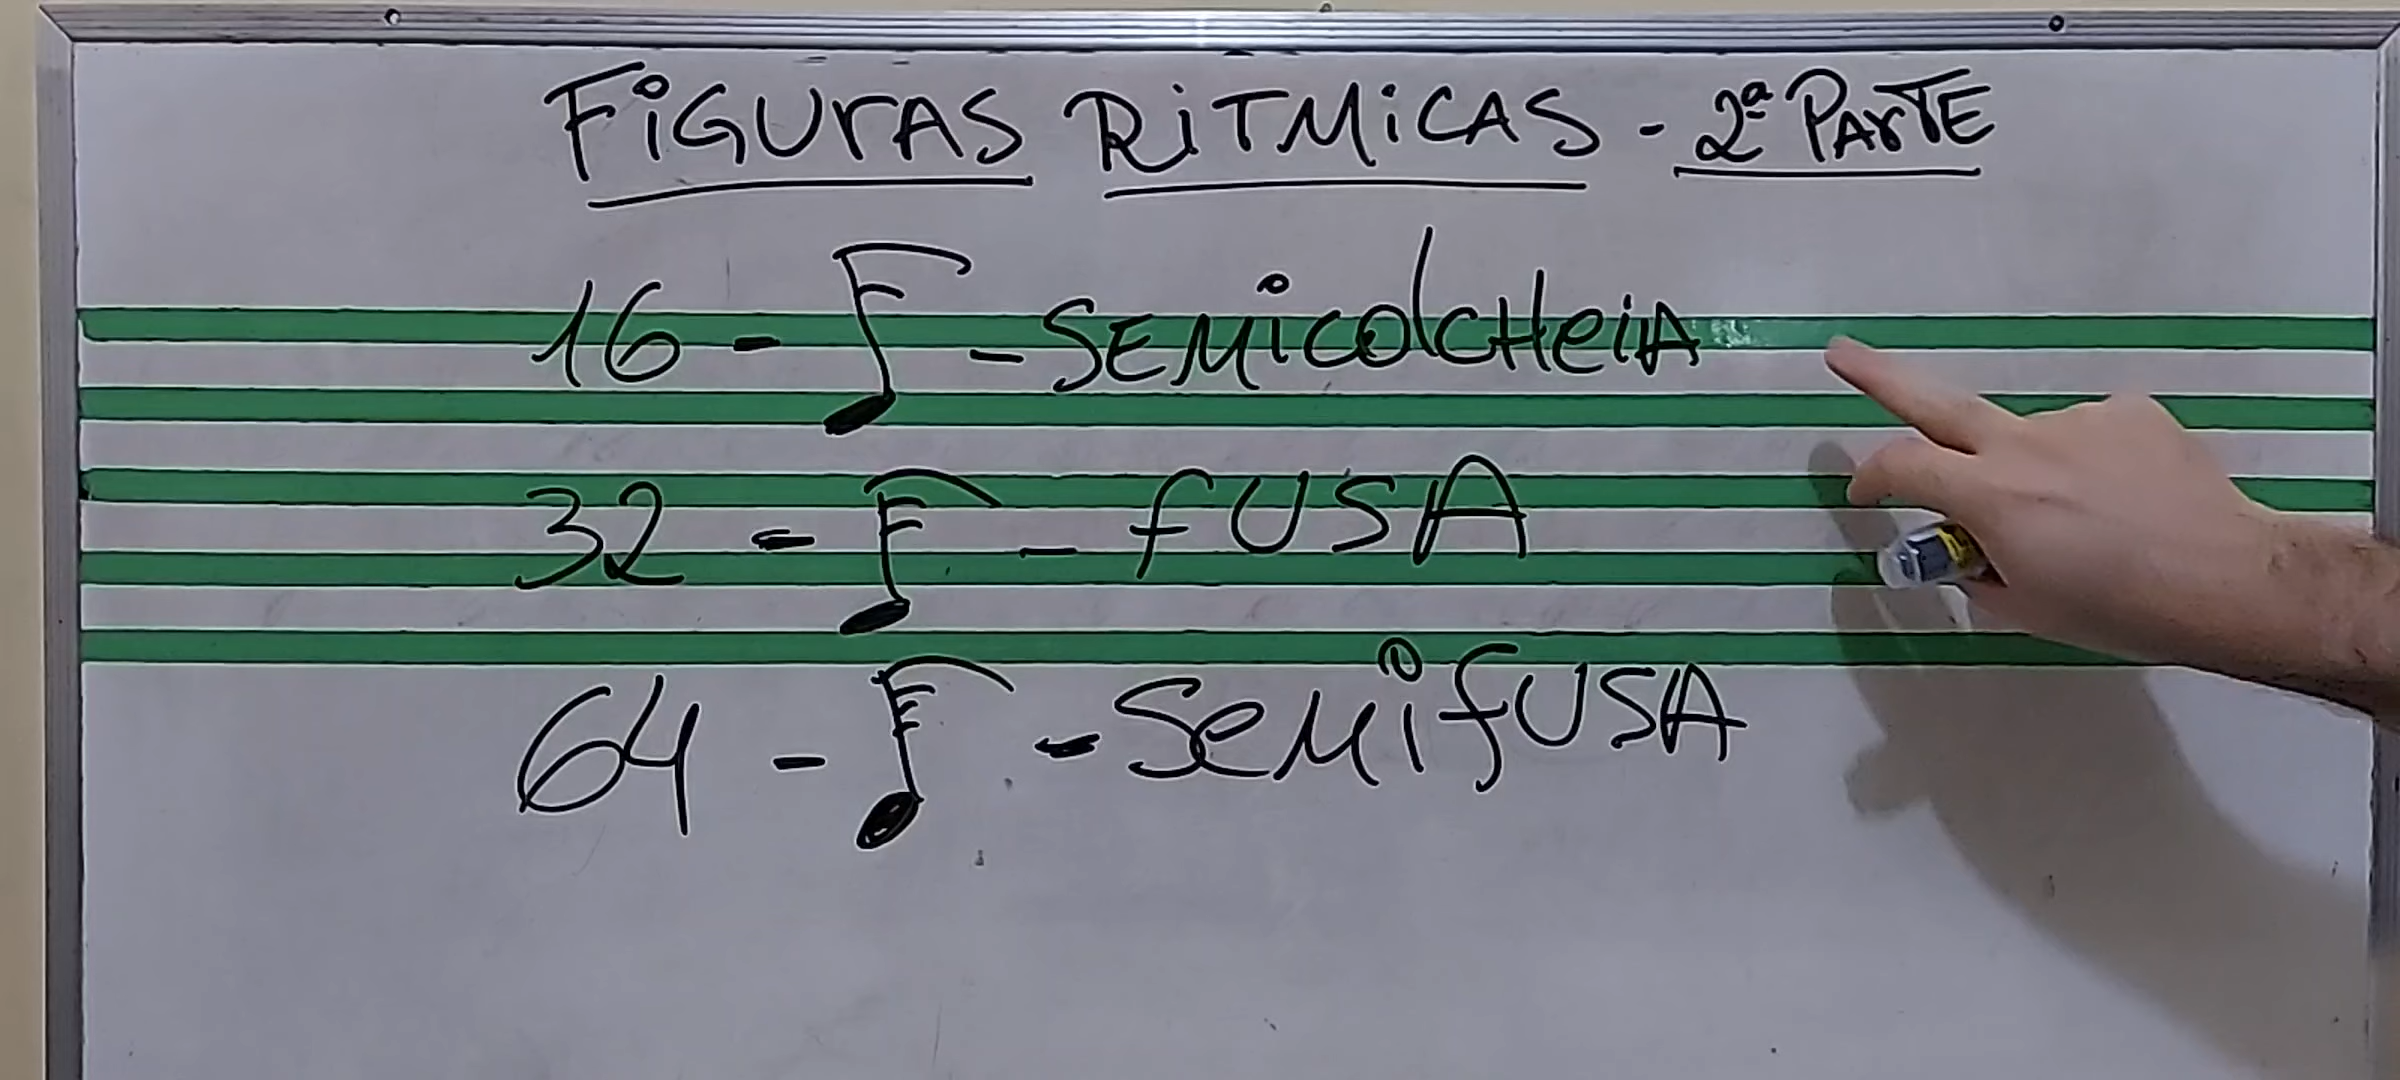 FiGUrAS RiTMiCAS - 2ª PArTE
16 - - SEMicolcHeiA
32 - - fUSA
64 - - SeMifUSA